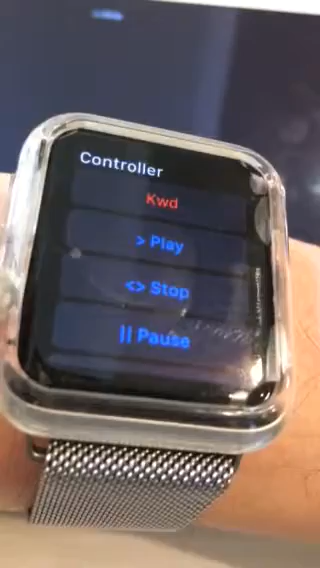 Controller
Kwd
> Play
<> Stop
|| Pause